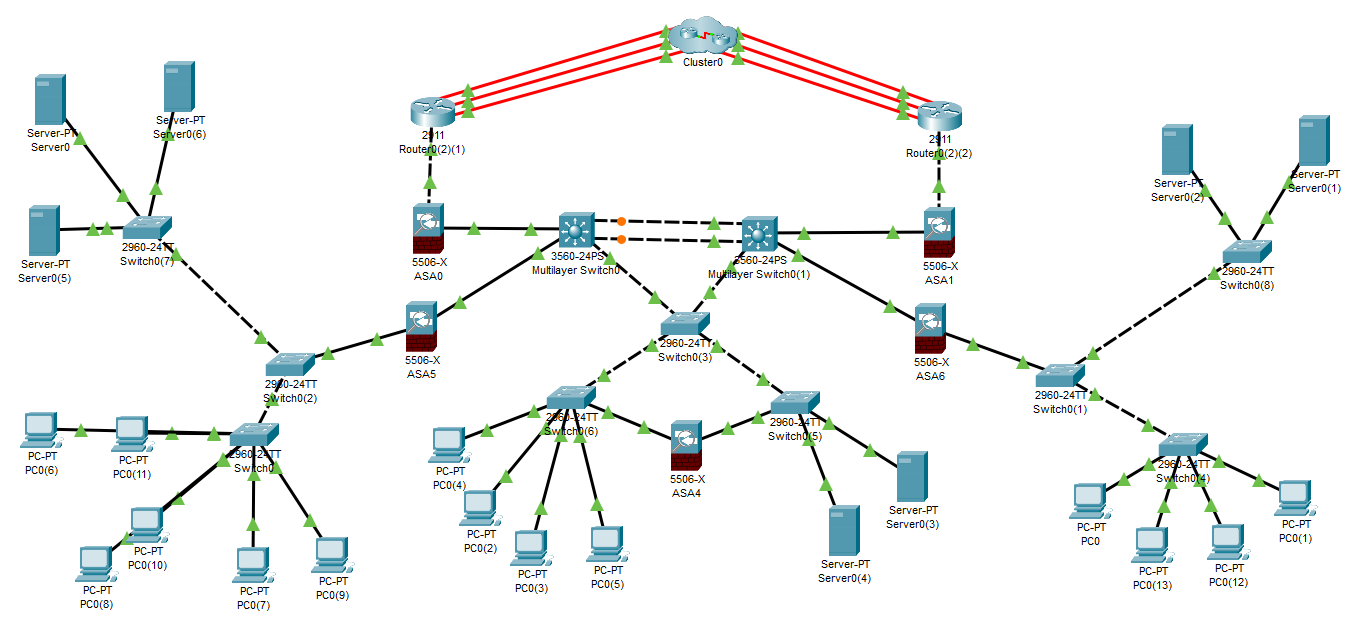 Cluster0
2911
Router0(2)(1)
2911
Router0(2)(2)
Server-PT
Server0
Server-PT
Server0(6)
Server-PT
Server0(5)
2960-24TT
Switch0(7)
5506-X
ASA0
3560-24PS
Multilayer Switch0
3560-24PS
Multilayer Switch0(1)
5506-X
ASA1
Server-PT
Server0(2)
Server-PT
Server0(1)
2960-24TT
Switch0(8)
2960-24TT
Switch0(2)
5506-X
ASA5
2960-24TT
Switch0(3)
5506-X
ASA6
2960-24TT
Switch0(1)
PC-PT
PC0(6)
PC-PT
PC0(11)
2960-24TT
Switch0
PC-PT
PC0(10)
PC-PT
PC0(8)
PC-PT
PC0(7)
PC-PT
PC0(9)
2960-24TT
Switch0(6)
2960-24TT
Switch0(5)
PC-PT
PC0(4)
PC-PT
PC0(2)
PC-PT
PC0(3)
PC-PT
PC0(5)
5506-X
ASA4
Server-PT
Server0(3)
Server-PT
Server0(4)
2960-24TT
Switch0(4)
PC-PT
PC0
PC-PT
PC0(13)
PC-PT
PC0(12)
PC-PT
PC0(1)